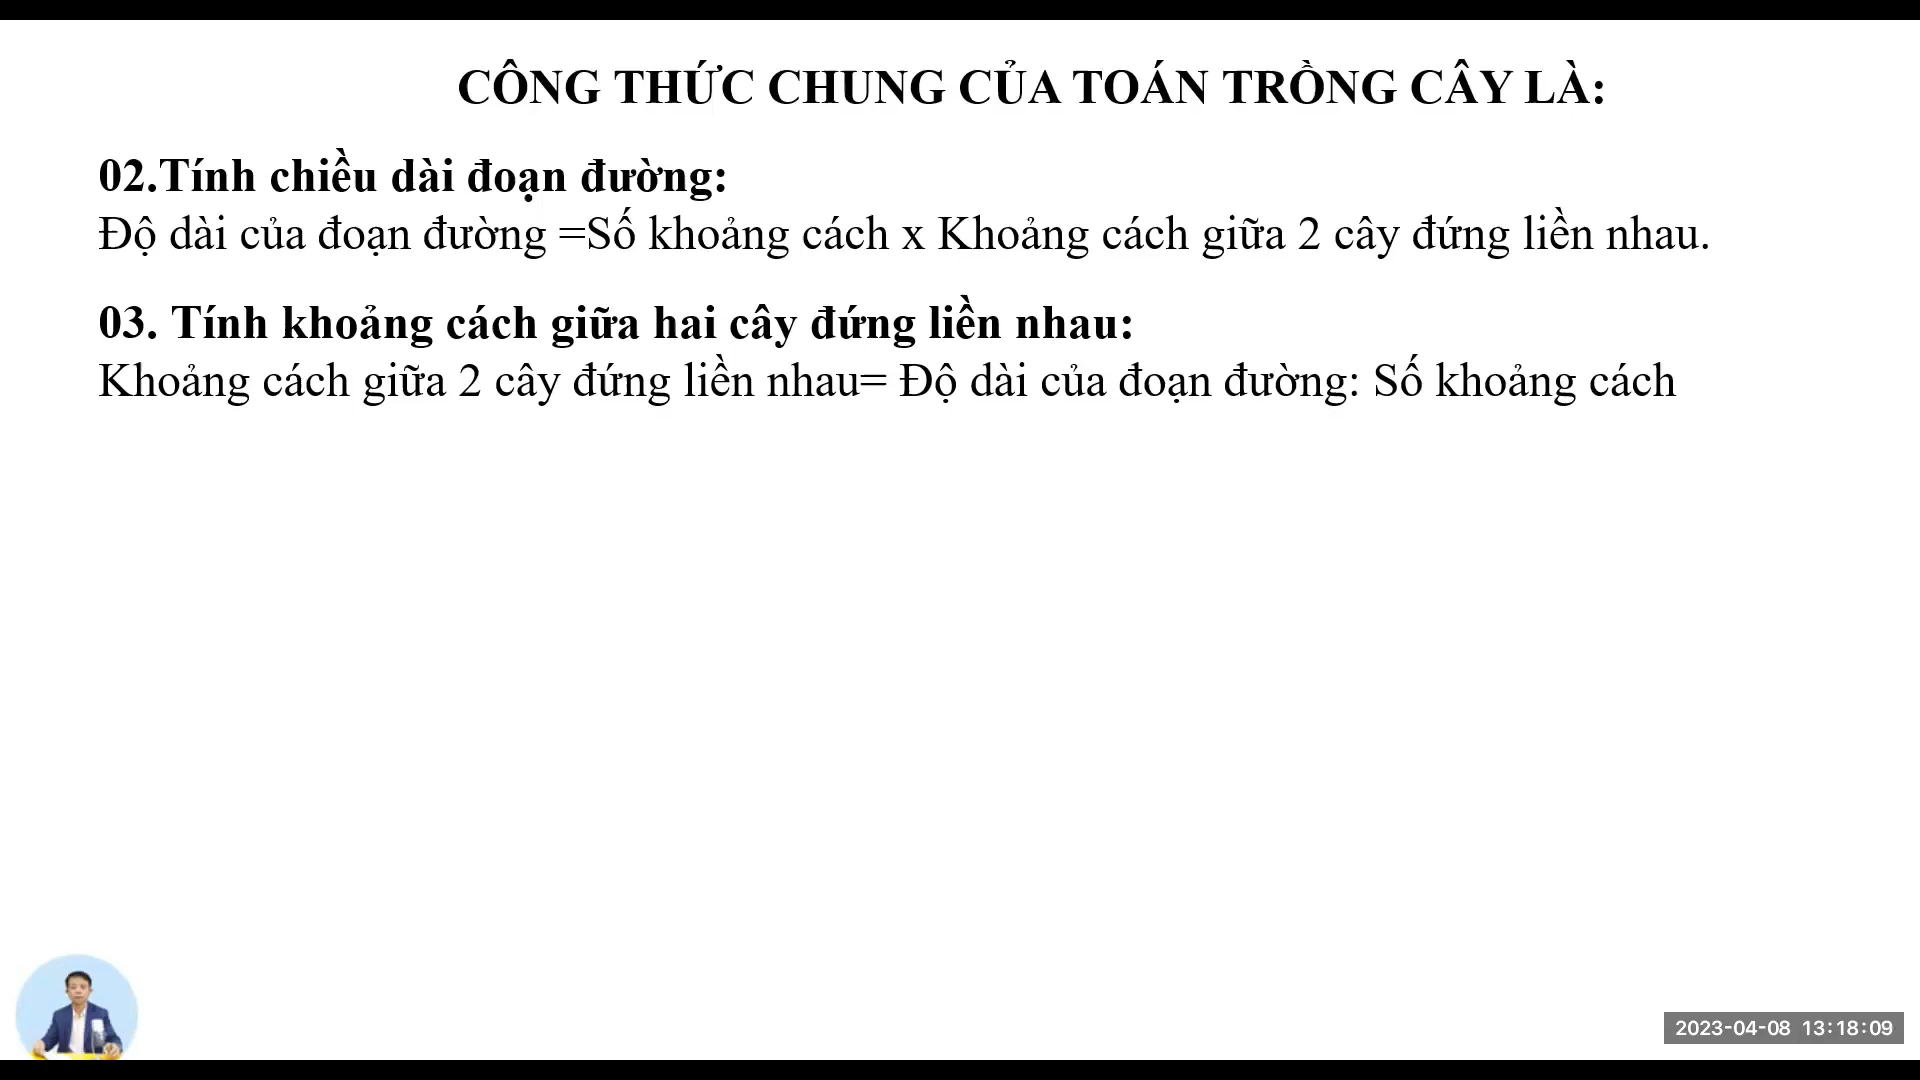 CÔNG THỨC CHUNG CỦA TOÁN TRỒNG CÂY LÀ:
02.Tính chiều dài đoạn đường:
Độ dài của đoạn đường =Số khoảng cách x Khoảng cách giữa 2 cây đứng liền nhau.
03. Tính khoảng cách giữa hai cây đứng liền nhau:
Khoảng cách giữa 2 cây đứng liền nhau= Độ dài của đoạn đường: Số khoảng cách
2023-04-08 13:18:09